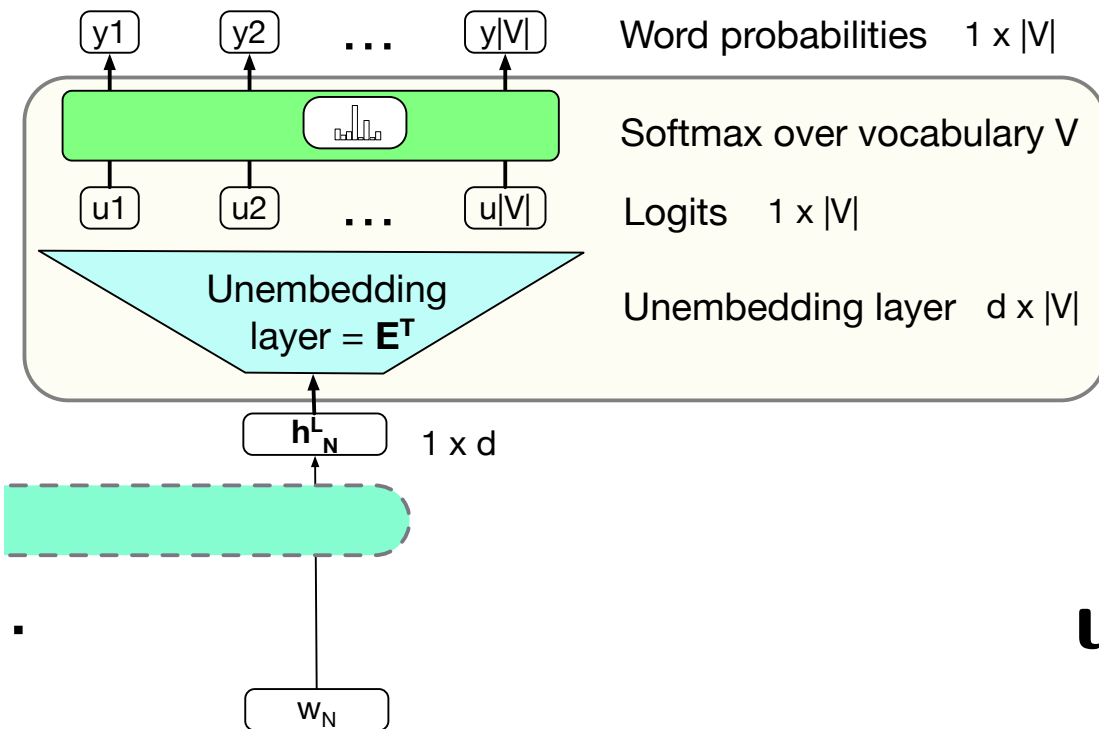 y1 y2 ... y|V| Word probabilities 1 x |V|
Softmax over vocabulary V
u1 u2 ... u|V| Logits 1 x |V|
Unembedding
layer = E^T Unembedding layer d x |V|
h^L_N 1 x d
. u
w_N